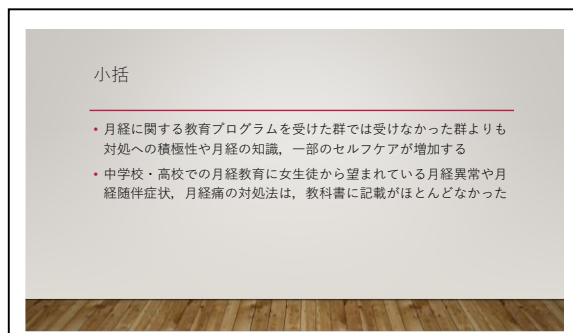 小括
• 月経に関する教育プログラムを受けた群では受けなかった群よりも
対処への積極性や月経の知識，一部のセルフケアが増加する
• 中学校・高校での月経教育に女生徒から望まれている月経異常や月
経随伴症状，月経痛の対処法は，教科書に記載がほとんどなかった